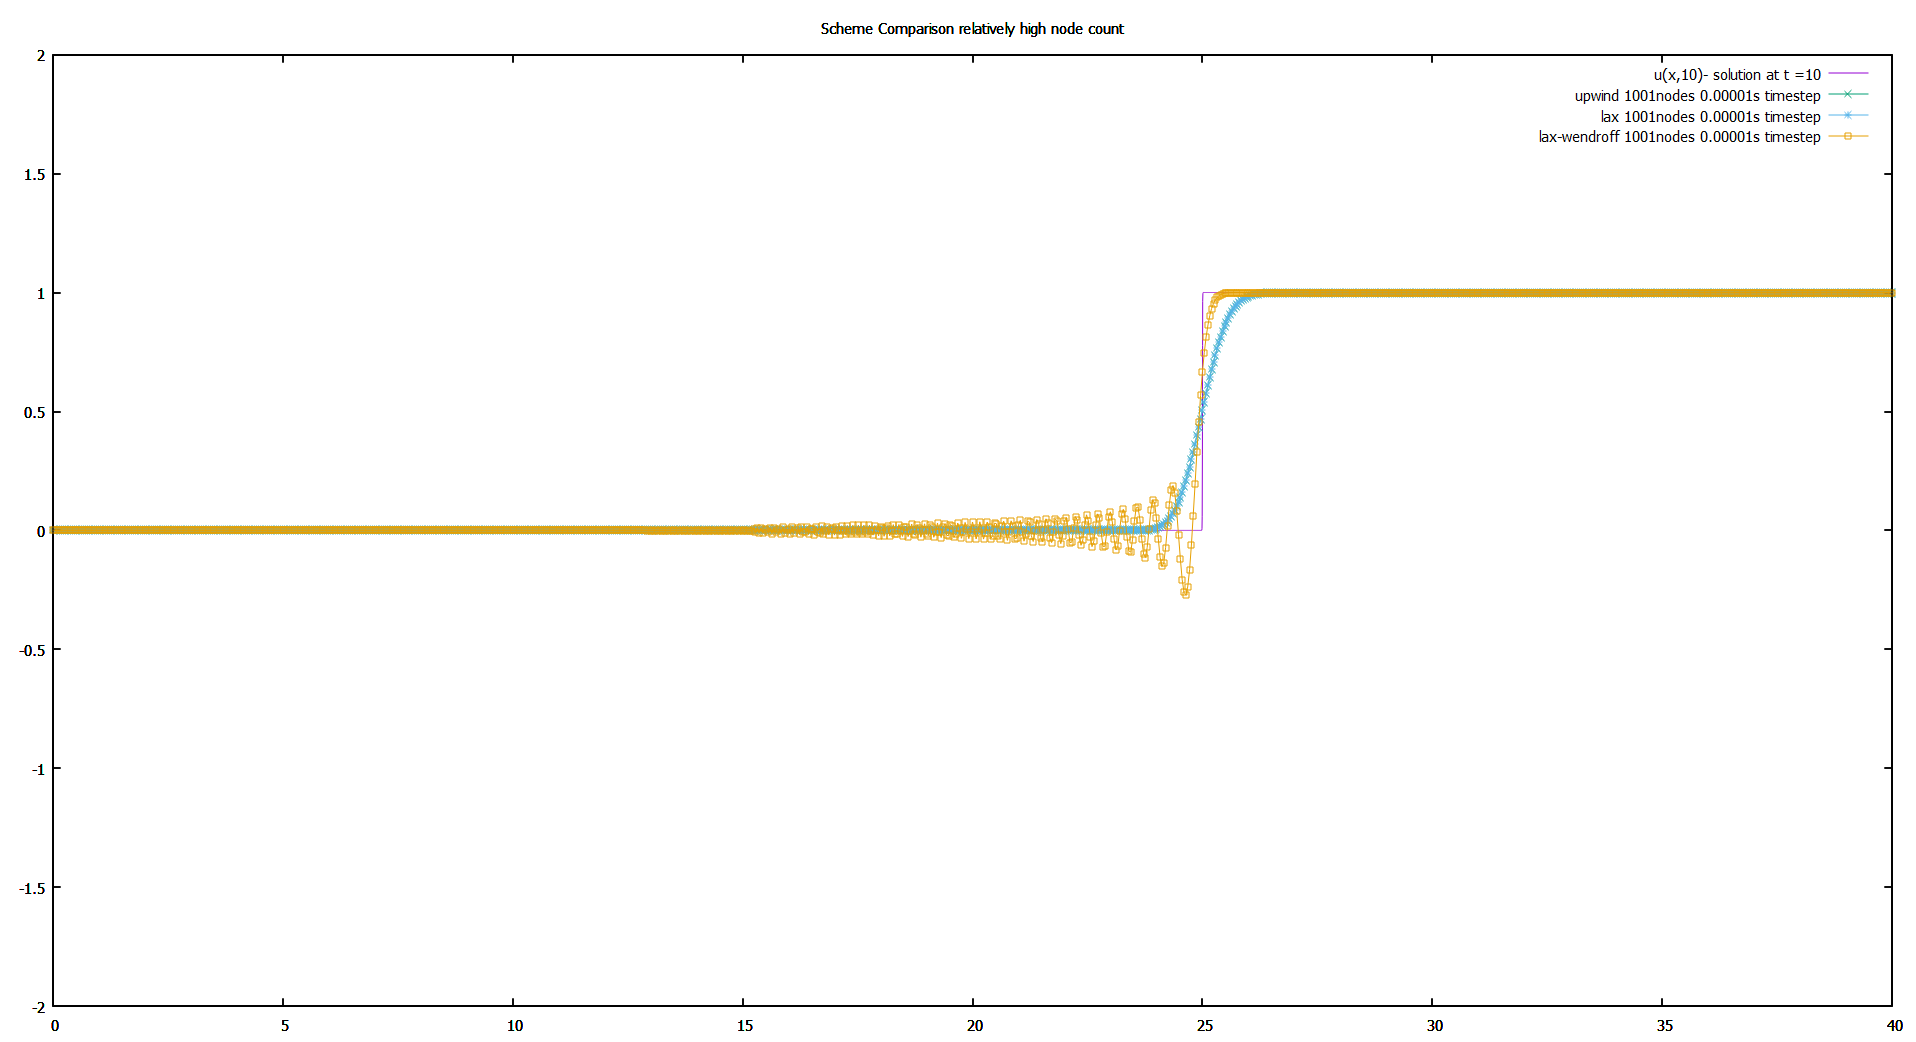 Scheme Comparison relatively high node count
2
1.5
1
0.5
0
-0.5
-1
-1.5
-2
0 5 10 15 20 25 30 35 40
u(x,10)- solution at t =10
upwind 1001nodes 0.00001s timestep
lax 1001nodes 0.00001s timestep
lax-wendroff 1001nodes 0.00001s timestep